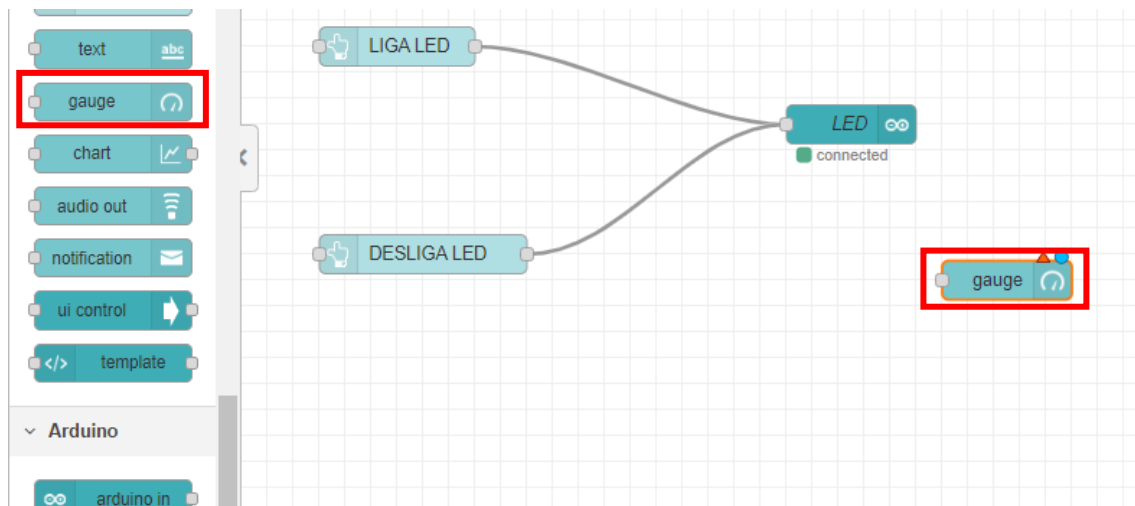 text
abc
gauge
chart
audio out
notification
ui control
</> template
Arduino
arduino in
LIGA LED
LED
connected
DESLIGA LED
gauge